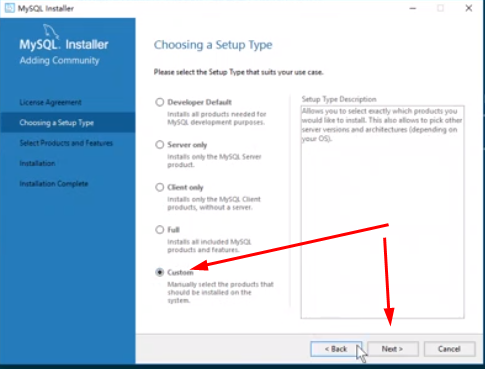 MySQL Installer
MySQL. Installer
Adding Community
License Agreement
Choosing a Setup Type
Select Products and Features
Installation
Installation Complete
Choosing a Setup Type
Please select the Setup Type that suits your use case.
Developer Default
Installs all products needed for
MySQL development purposes.
Server only
Installs only the MySQL Server
product.
Client only
Installs only the MySQL Client
products, without a server.
Full
Installs all included MySQL
products and features.
Custom
Manually select the products that
should be installed on the
system.
Setup Type Description
Allows you to select exactly which products you
would like to install. This also allows to pick other
server versions and architectures (depending on
your OS).
< Back
Next >
Cancel